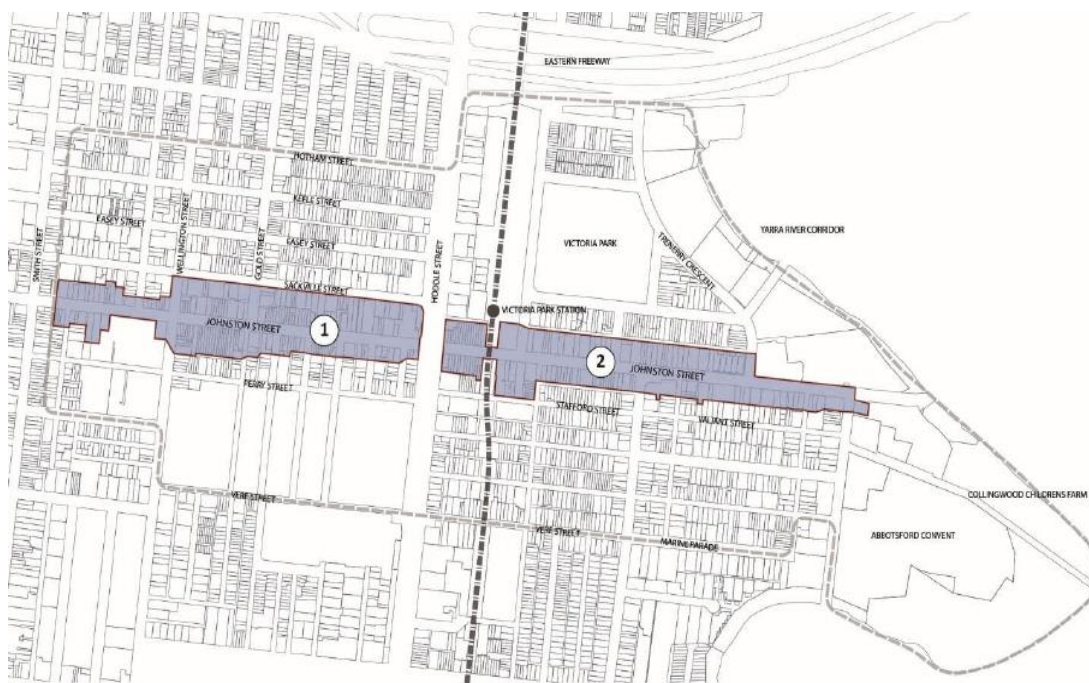 EASTERN FREEWAY
HOTHAM STREET
KEELE STREET
EASEY STREET
WELLINGTON STREET
GOLD STREET
EASEY STREET
SMITH STREET
HODDLE STREET
VICTORIA PARK
TRENERRY CRESCENT
YARRA RIVER CORRIDOR
SACKVILLE STREET
VICTORIA PARK STATION
JOHNSTON STREET
1
2
JOHNSTON STREET
PERRY STREET
STAFFORD STREET
VALIANT STREET
VERE STREET
VERE STREET
MARINE PARADE
COLLINGWOOD CHILDRENS FARM
ABBOTSFORD CONVENT